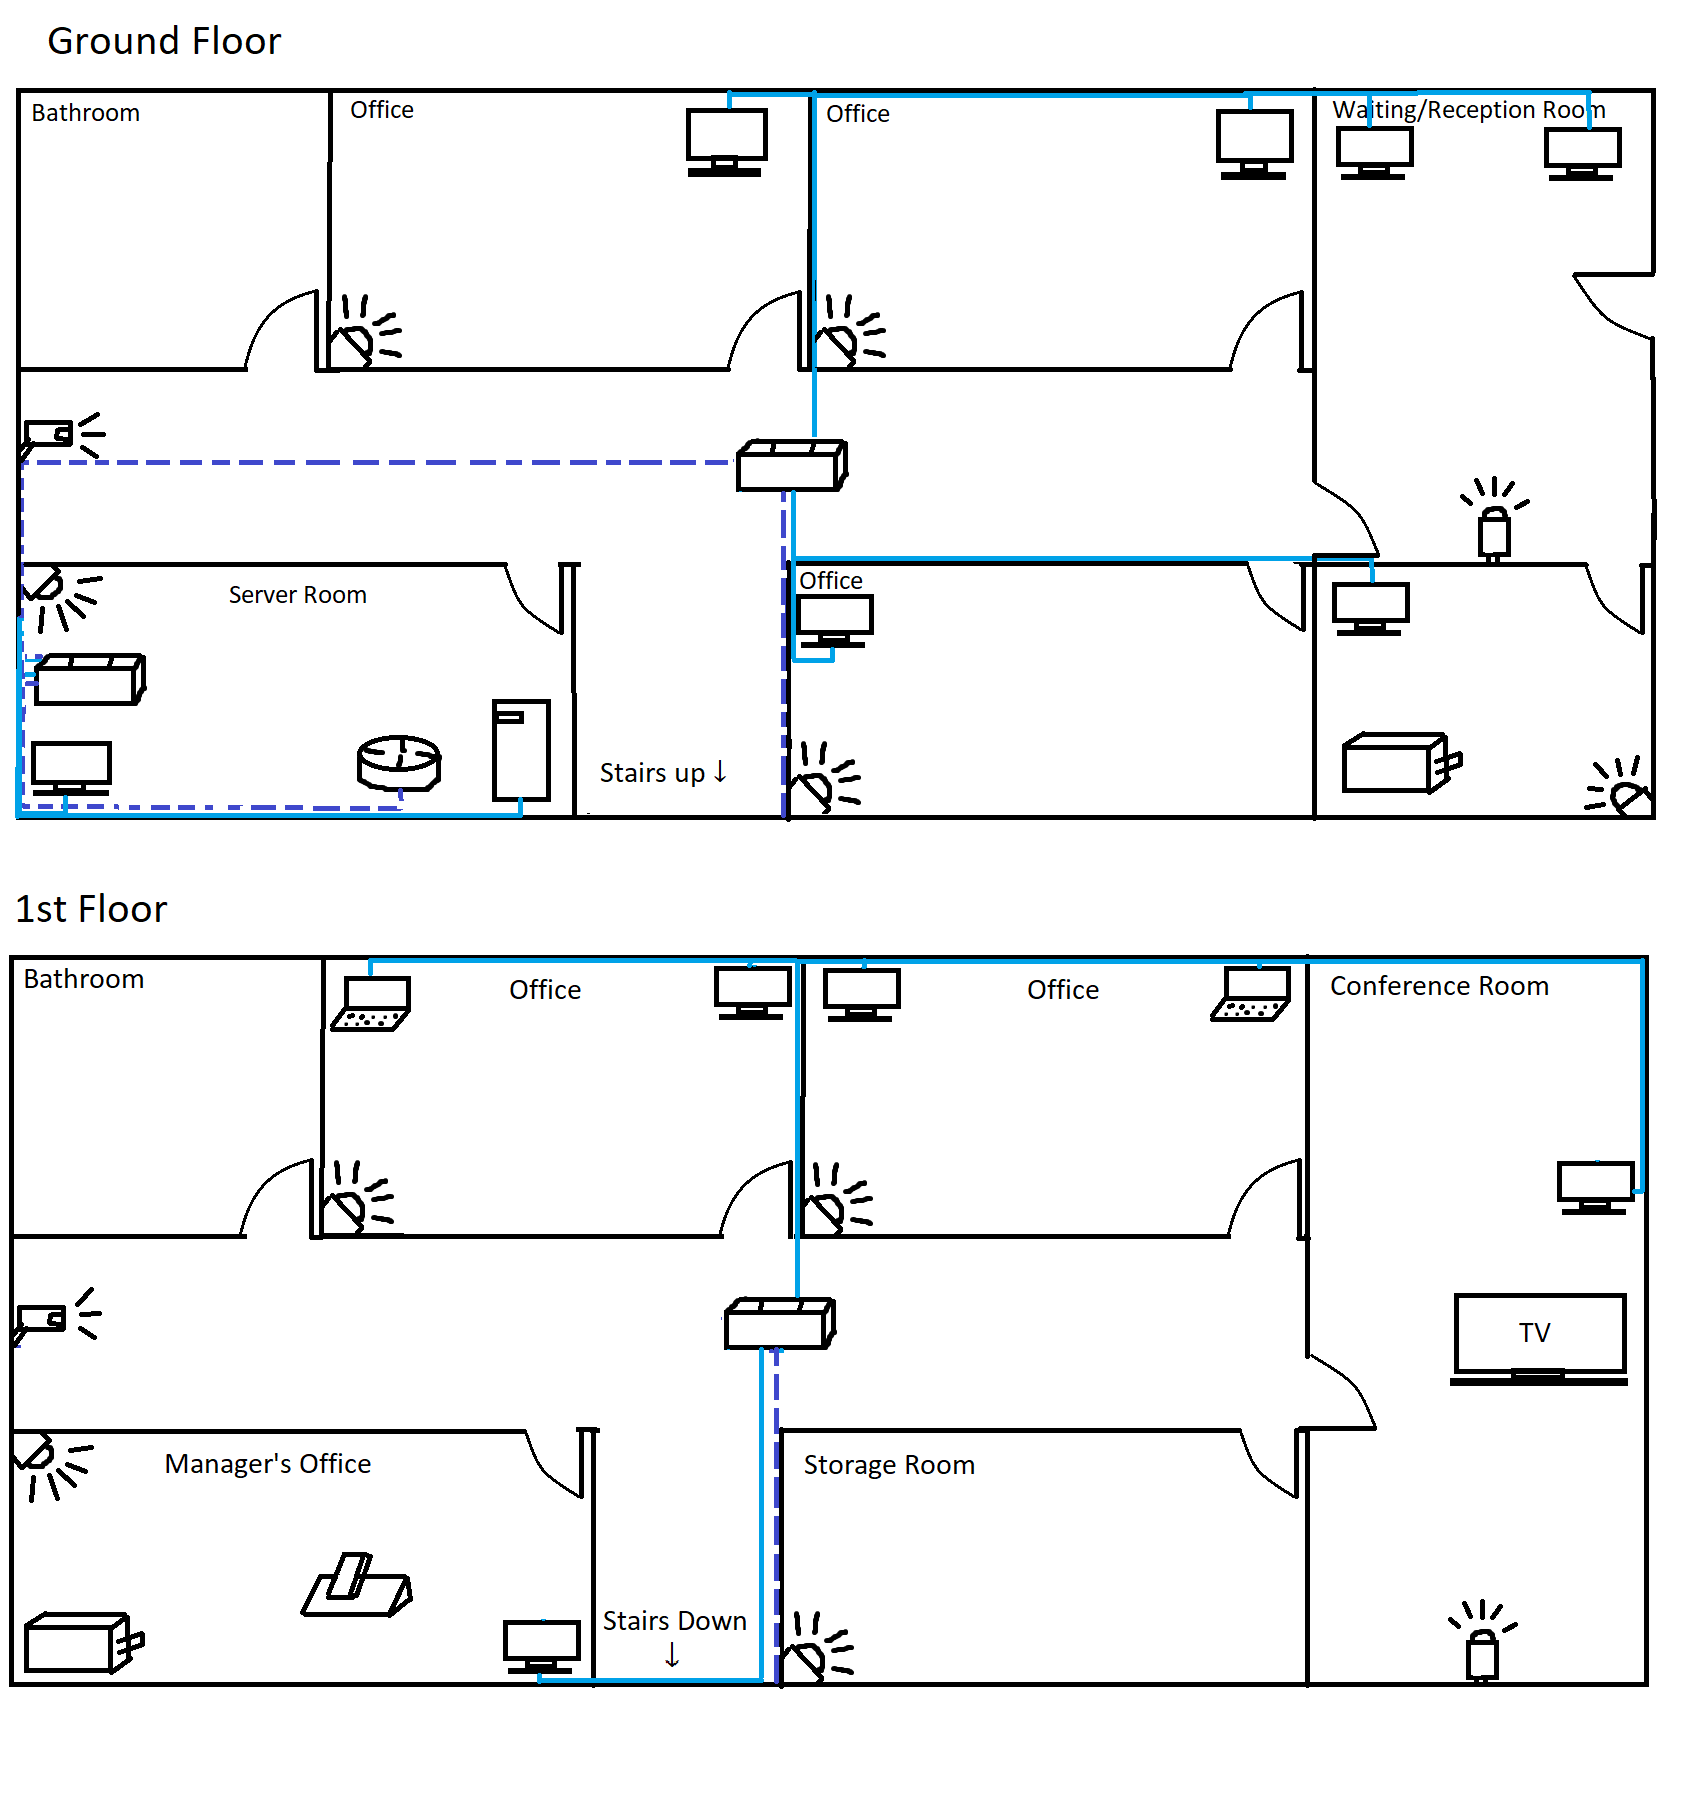 Ground Floor
Bathroom
Office
Office
Waiting/Reception Room
Server Room
Office
Stairs up ↓
1st Floor
Bathroom
Office
Office
Conference Room
TV
Manager's Office
Storage Room
Stairs Down
↓